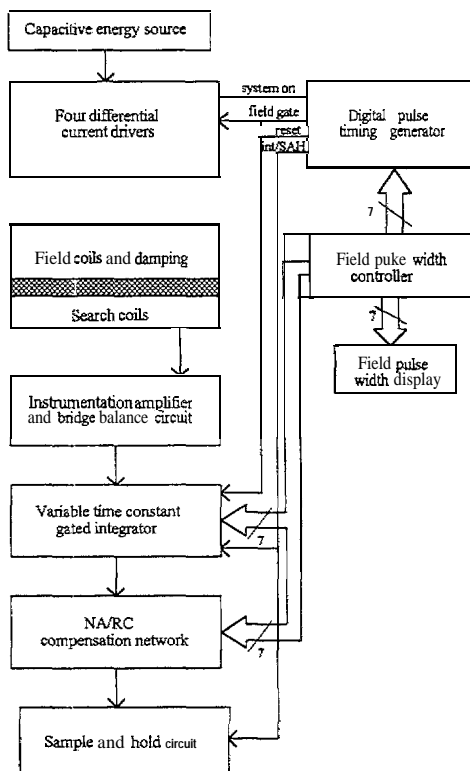 Capacitive energy source
Four differential
current drivers
system on
field gate
reset
int/SAH
Digital pulse
timing generator
7
Field coils and damping
Search coils
Field puke width
controller
7
Field pulse
width display
Instrumentation amplifier
and bridge balance circuit
Variable time constant
gated integrator
7
NA/RC
compensation network
7
Sample and hold circuit